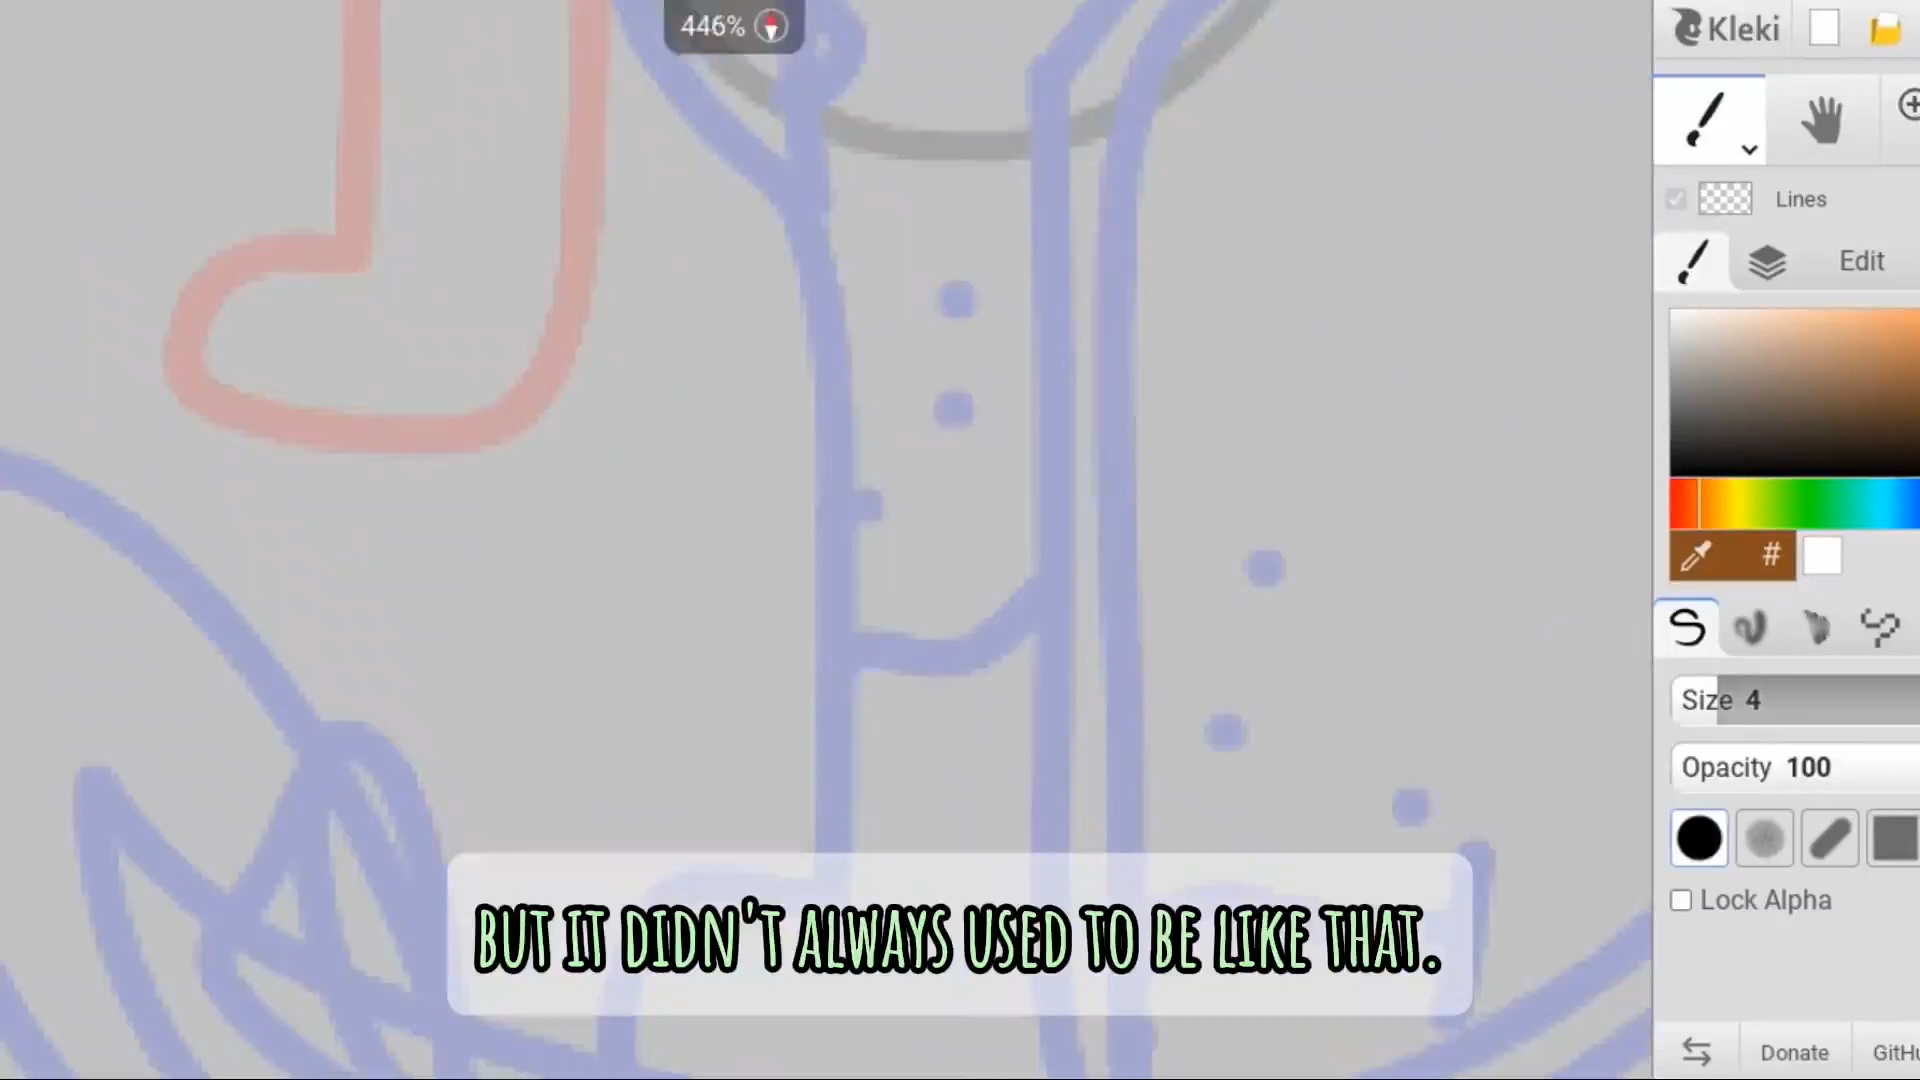 446%
Kleki
Lines
Edit
#
Size 4
Opacity 100
Lock Alpha
BUT IT DIDN'T ALWAYS USED TO BE LIKE THAT.
Donate
GitHu